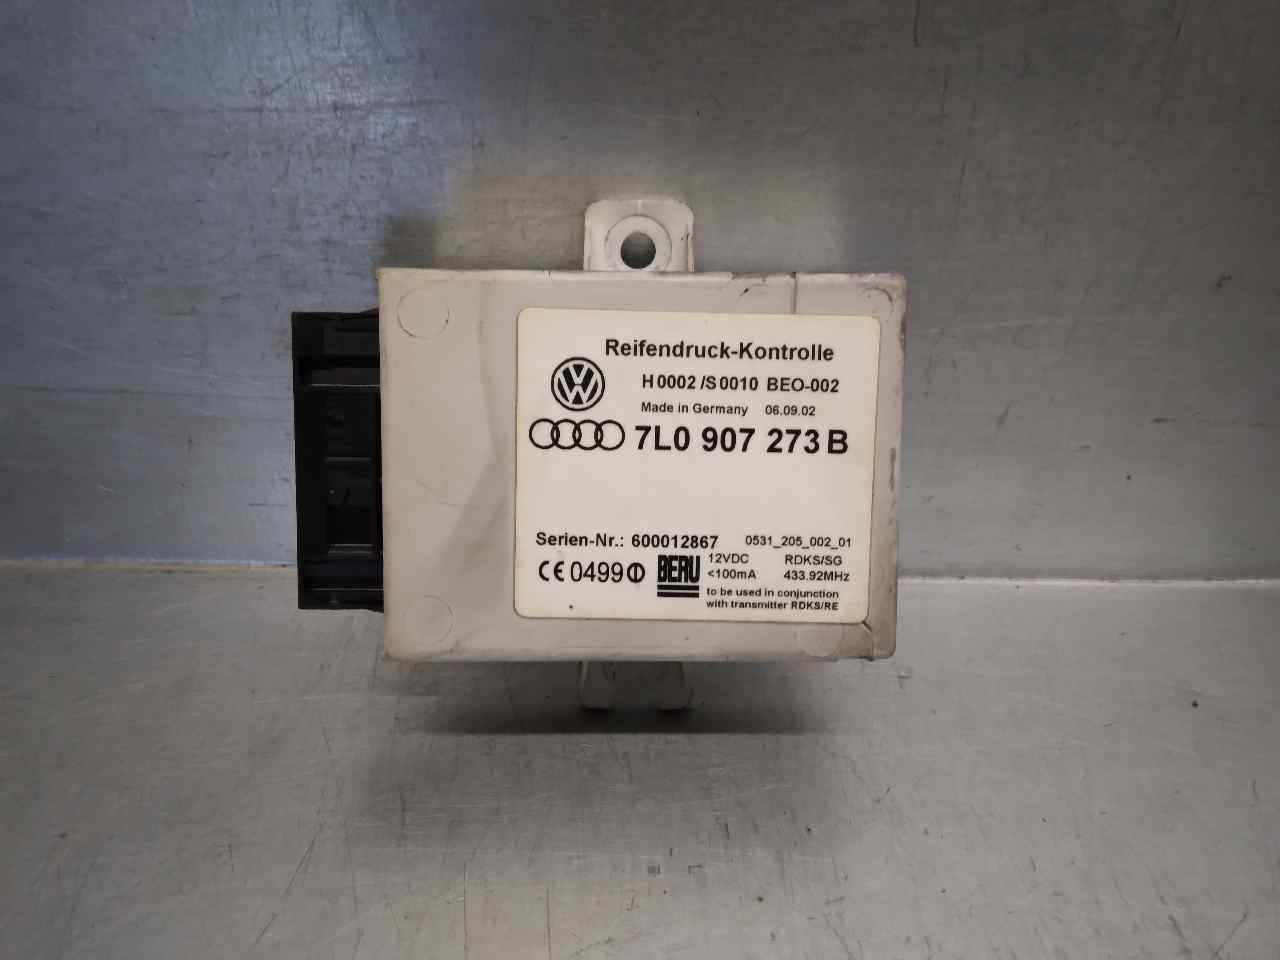 Reifendruck-Kontrolle
H0002/S0010 BEO-002
Made in Germany 06.09.02
7L0 907 273 B
Serien-Nr.: 600012867 0531_205_002_01
12VDC RDKS/SG
CE 0499 BERU <100mA 433.92MHz
to be used in conjunction
with transmitter RDKS/RE